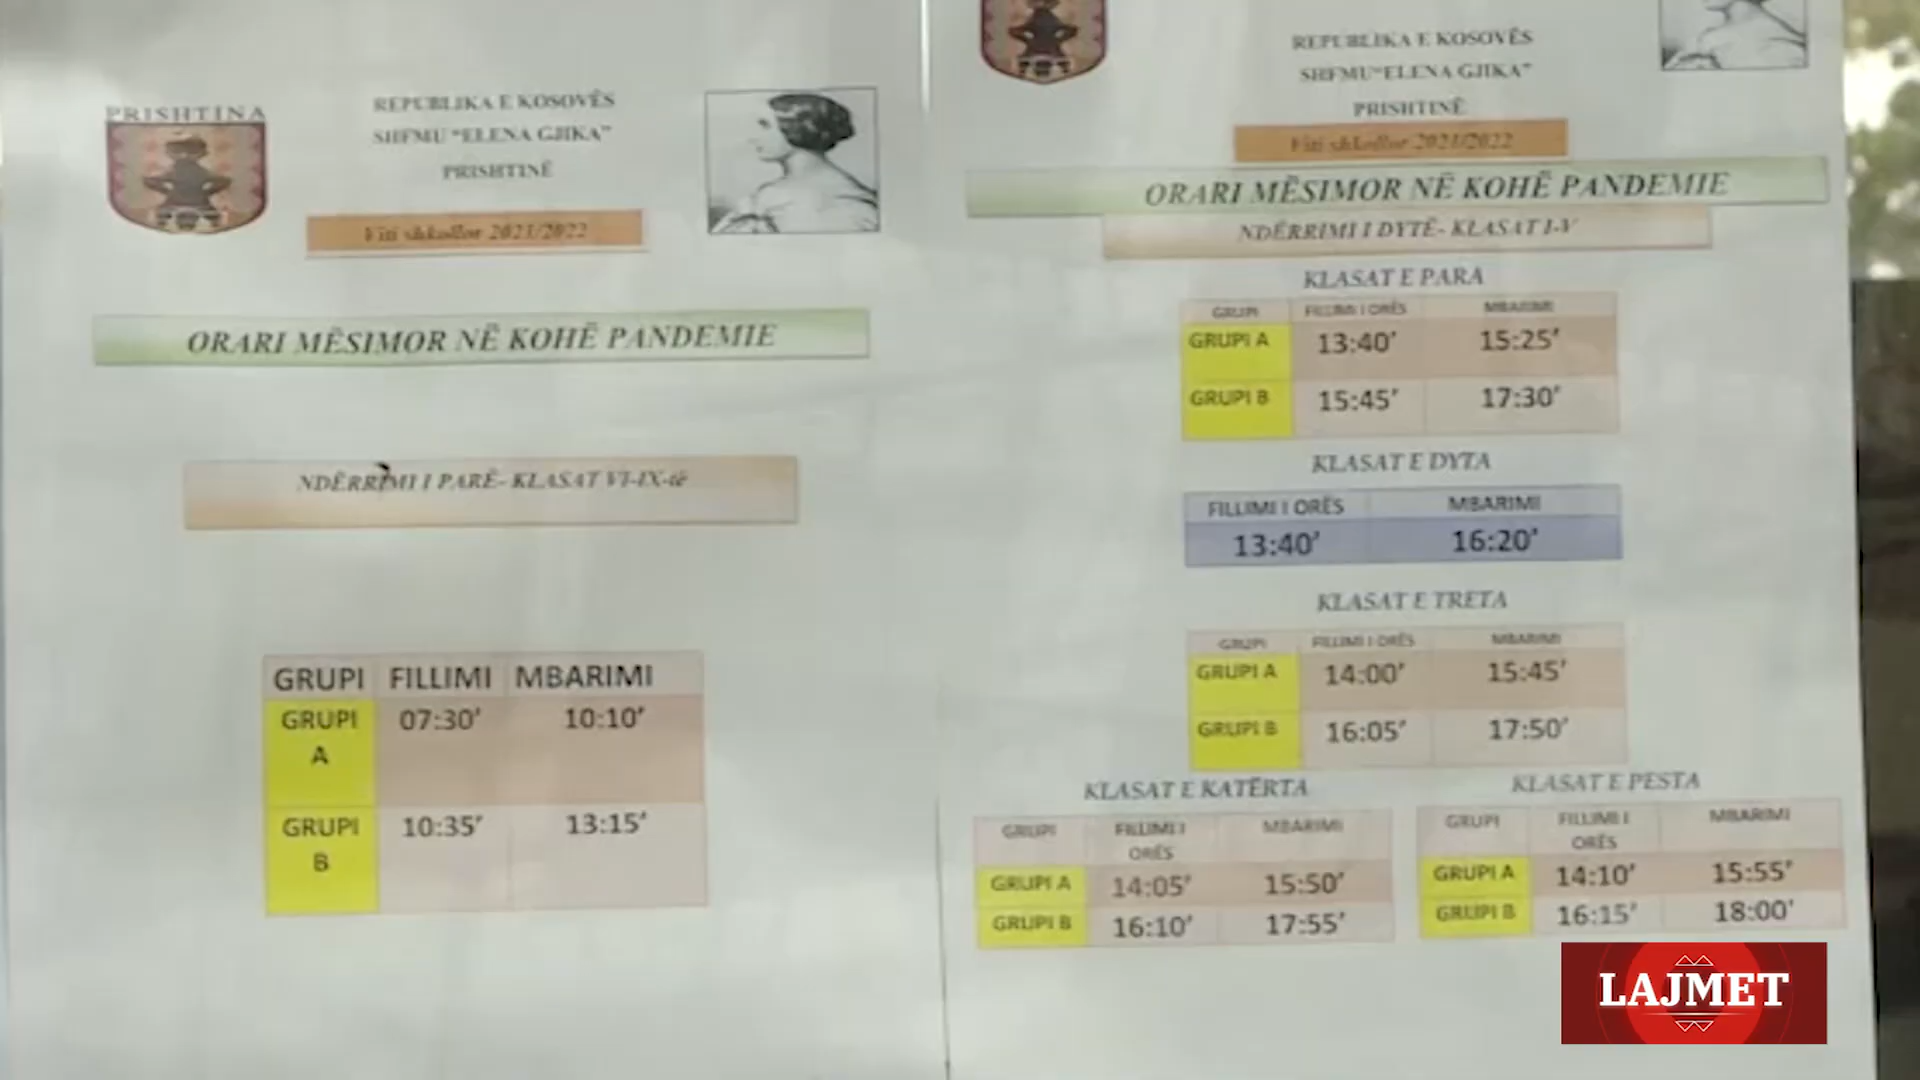 PRISHTINA
REPUBLIKA E KOSOVËS
SHFMU "ELENA GJIKA"
PRISHTINË
Viti shkollor 2021/2022
ORARI MËSIMOR NË KOHË PANDEMIE
NDËRRIMI I PARË- KLASAT VI-IX-të
GRUPI FILLIMI MBARIMI
GRUPI A 07:30' 10:10'
GRUPI B 10:35' 13:15'
REPUBLIKA E KOSOVËS
SHFMU"ELENA GJIKA"
PRISHTINË
Viti shkollor 2021/2022
ORARI MËSIMOR NË KOHË PANDEMIE
NDËRRIMI I DYTË- KLASAT I-V
KLASAT E PARA
GRUPI FILLIMI I ORËS MBARIMI
GRUPI A 13:40' 15:25'
GRUPI B 15:45' 17:30'
KLASAT E DYTA
FILLIMI I ORËS MBARIMI
13:40' 16:20'
KLASAT E TRETA
GRUPI FILLIMI I ORËS MBARIMI
GRUPI A 14:00' 15:45'
GRUPI B 16:05' 17:50'
KLASAT E KATËRTA
GRUPI FILLIMI I ORËS MBARIMI
GRUPI A 14:05' 15:50'
GRUPI B 16:10' 17:55'
KLASAT E PESTA
GRUPI FILLIMI I ORËS MBARIMI
GRUPI A 14:10' 15:55'
GRUPI B 16:15' 18:00'
LAJMET